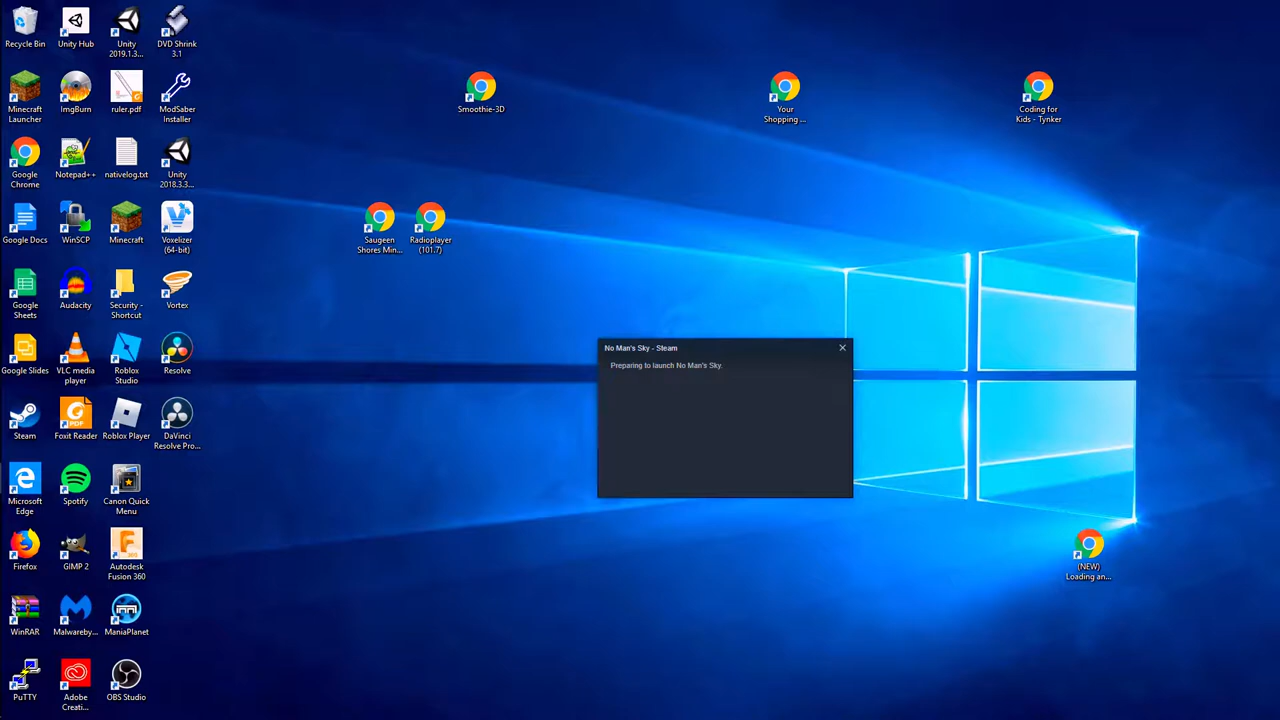 Recycle Bin
Unity Hub
Unity
2019.1.3...
DVD Shrink
3.1
Minecraft
Launcher
ImgBurn
ruler.pdf
ModSaber
Installer
Smoothie-3D
Your
Shopping ...
Coding for
Kids - Tynker
Google
Chrome
Notepad++
nativelog.txt
Unity
2018.3.3...
Google Docs
WinSCP
Minecraft
Voxelizer
(64-bit)
Saugeen
Shores Min...
Radioplayer
(101.7)
Google
Sheets
Audacity
Security -
Shortcut
Vortex
Google Slides
VLC media
player
Roblox
Studio
Resolve
No Man's Sky - Steam
Preparing to launch No Man's Sky.
Steam
Foxit Reader
PDF
Roblox Player
DaVinci
Resolve Pro...
Microsoft
Edge
Spotify
Canon Quick
Menu
Firefox
GIMP 2
Autodesk
Fusion 360
(NEW)
Loading an...
WinRAR
Malwareby...
ManiaPlanet
PuTTY
Adobe
Creati...
OBS Studio